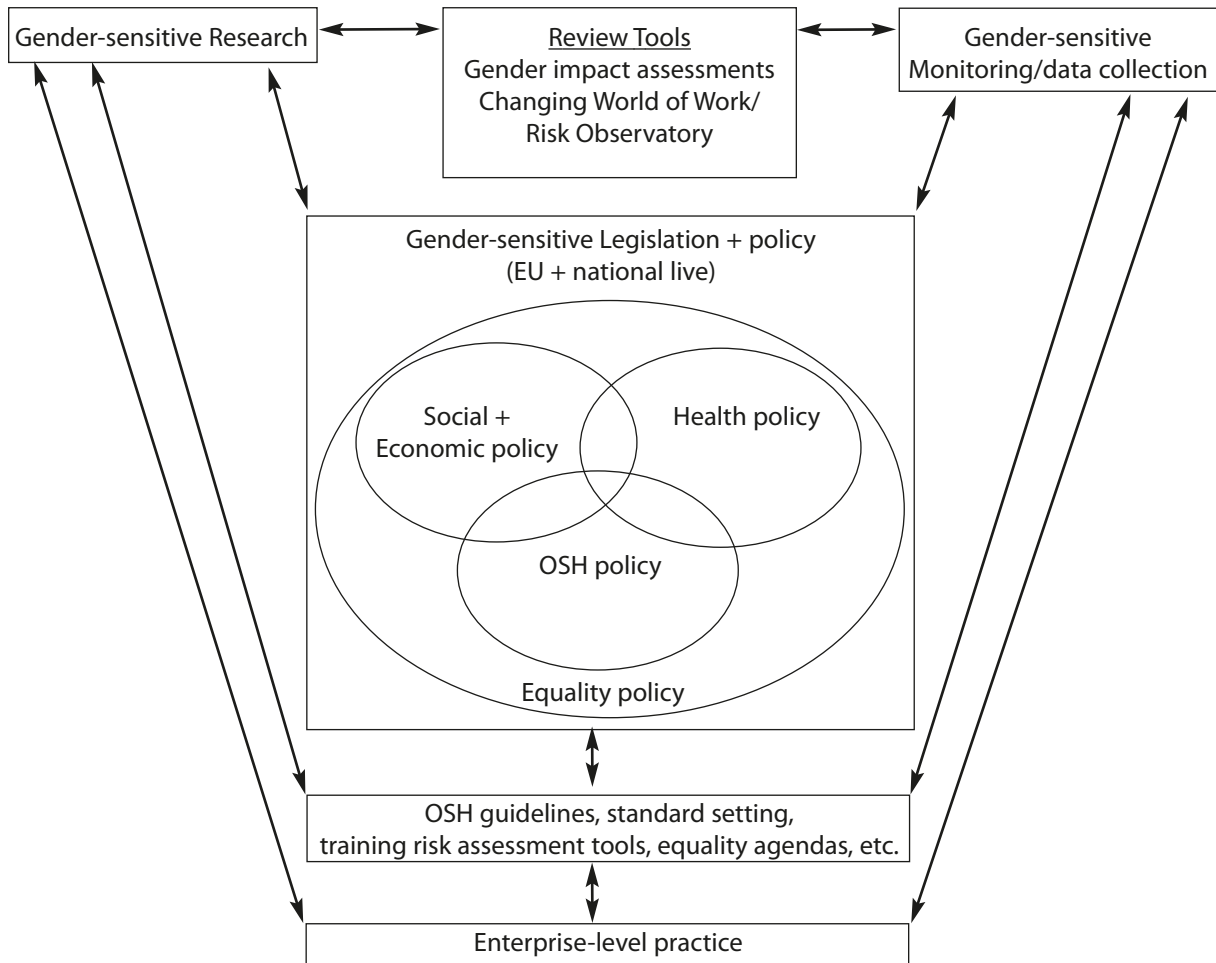 Gender-sensitive Research
Review Tools
Gender impact assessments
Changing World of Work/
Risk Observatory
Gender-sensitive
Monitoring/data collection
Gender-sensitive Legislation + policy
(EU + national live)
Social +
Economic policy
Health policy
OSH policy
Equality policy
OSH guidelines, standard setting,
training risk assessment tools, equality agendas, etc.
Enterprise-level practice